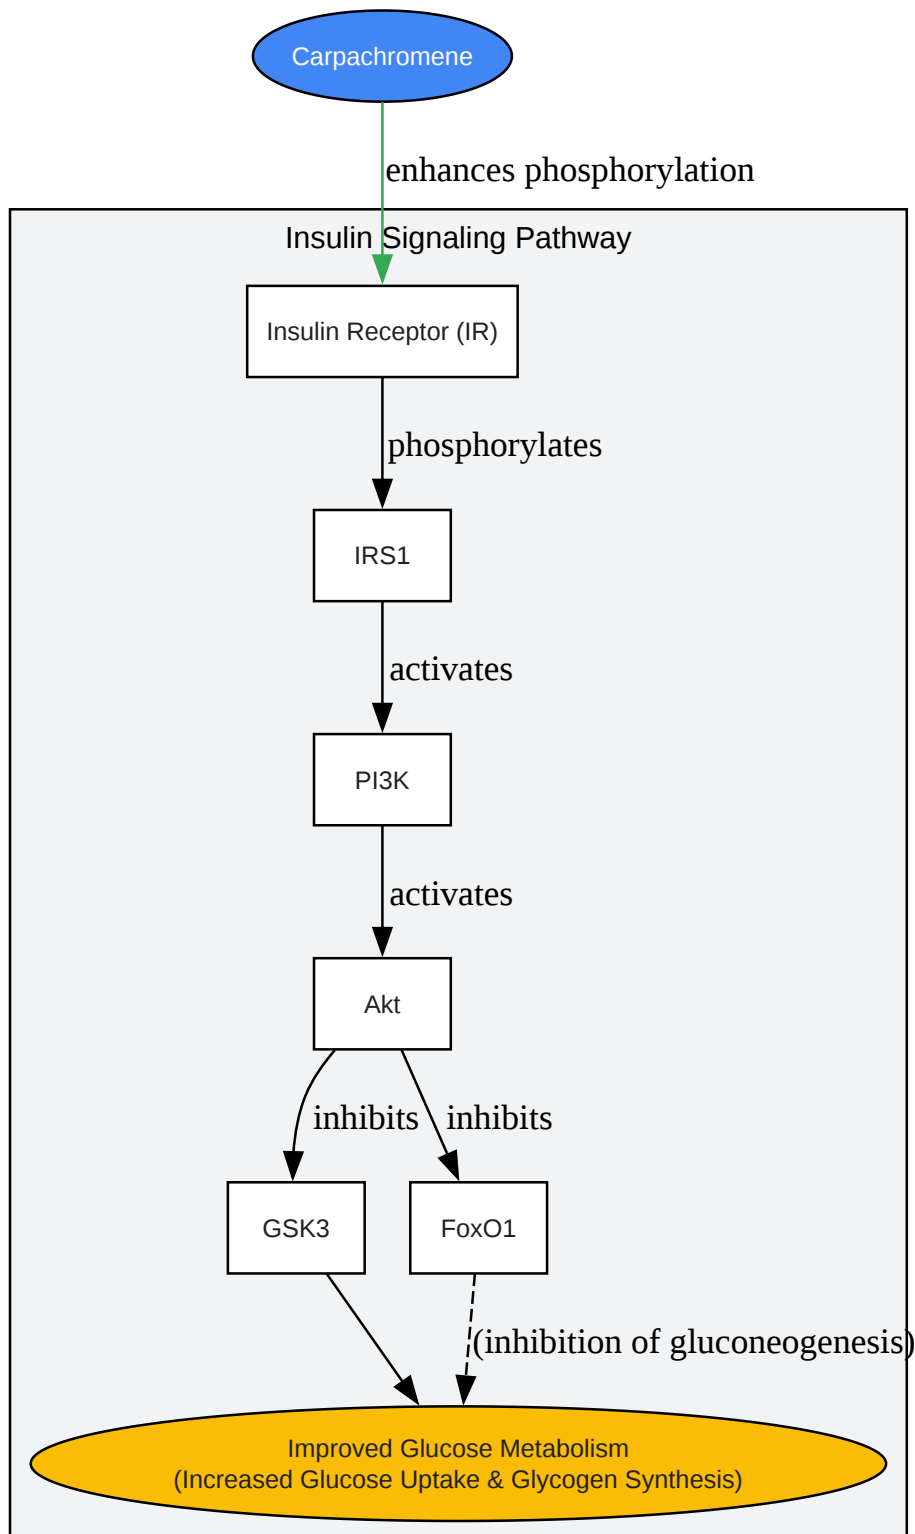 Carpachromene
enhances phosphorylation
Insulin Signaling Pathway
Insulin Receptor (IR)
phosphorylates
IRS1
activates
PI3K
activates
Akt
inhibits
inhibits
GSK3
FoxO1
(inhibition of gluconeogenesis)
Improved Glucose Metabolism
(Increased Glucose Uptake & Glycogen Synthesis)